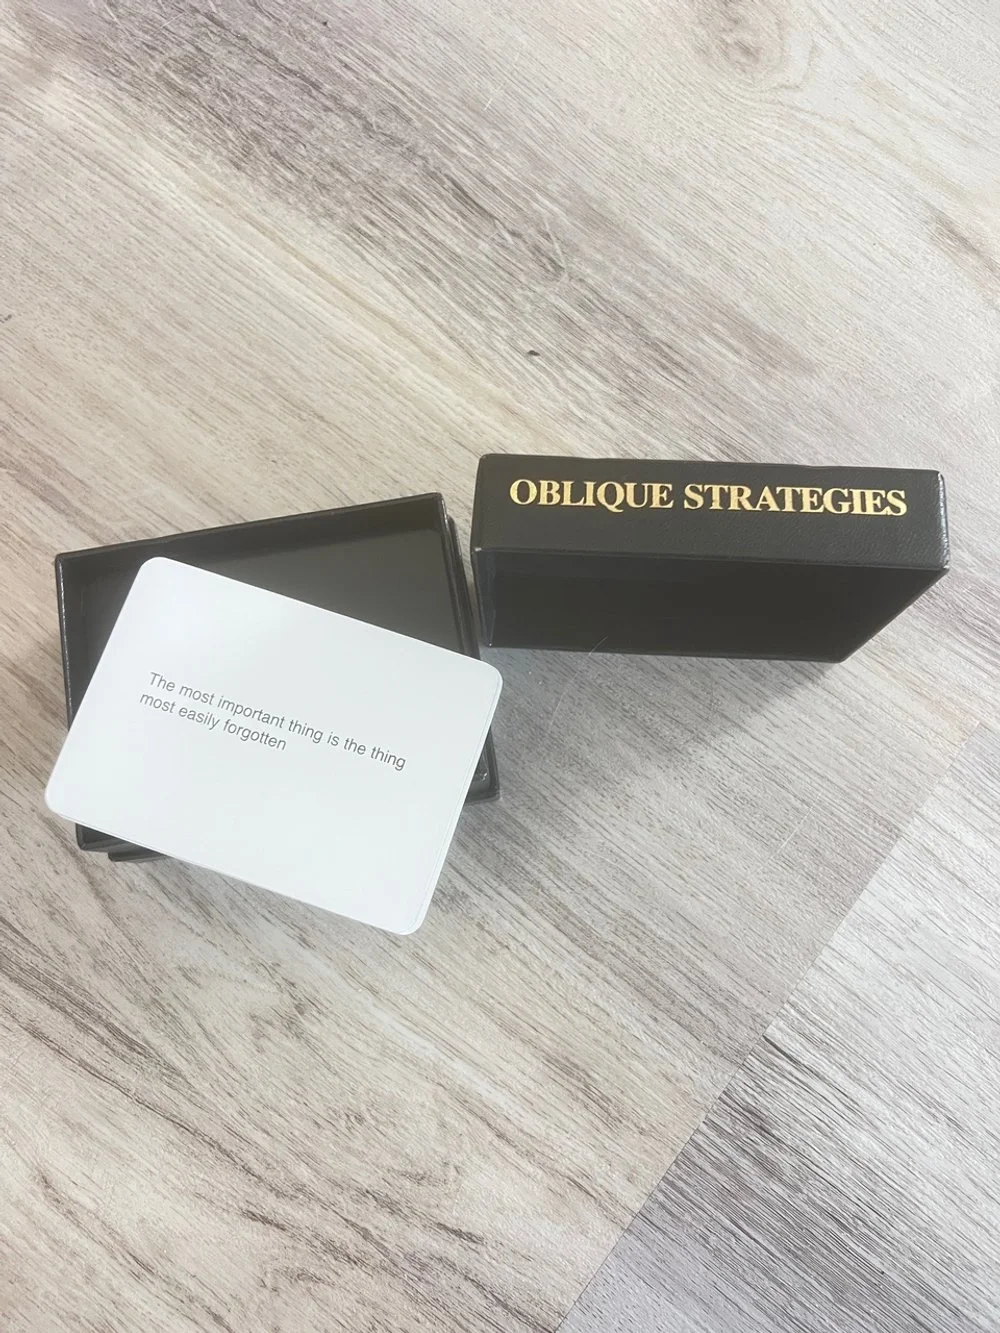 OBLIQUE STRATEGIES
The most important thing is the thing
most easily forgotten